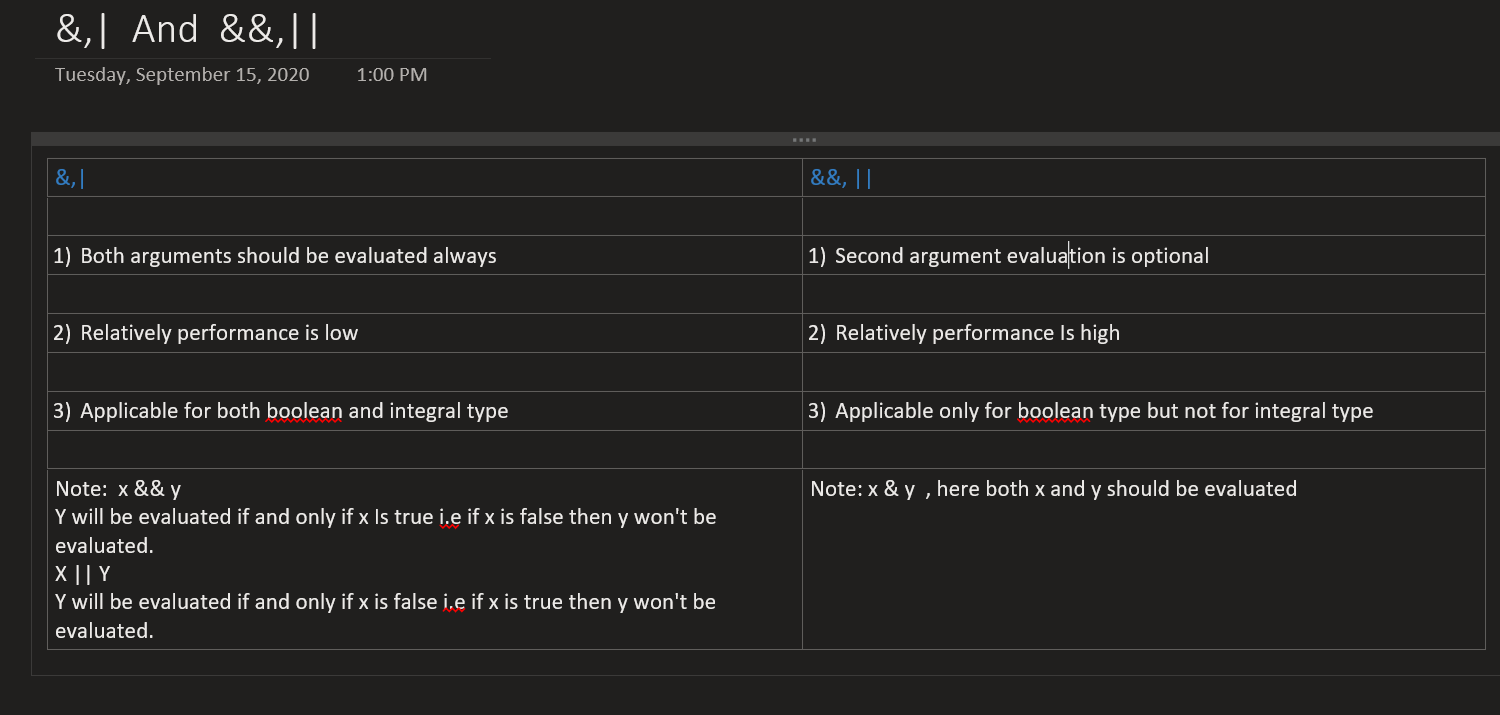 &,| And &&,||
Tuesday, September 15, 2020 1:00 PM
&,|
&&, ||
1) Both arguments should be evaluated always
1) Second argument evaluation is optional
2) Relatively performance is low
2) Relatively performance Is high
3) Applicable for both boolean and integral type
3) Applicable only for boolean type but not for integral type
Note: x && y
Y will be evaluated if and only if x Is true i.e if x is false then y won't be
evaluated.
X || Y
Y will be evaluated if and only if x is false i.e if x is true then y won't be
evaluated.
Note: x & y , here both x and y should be evaluated